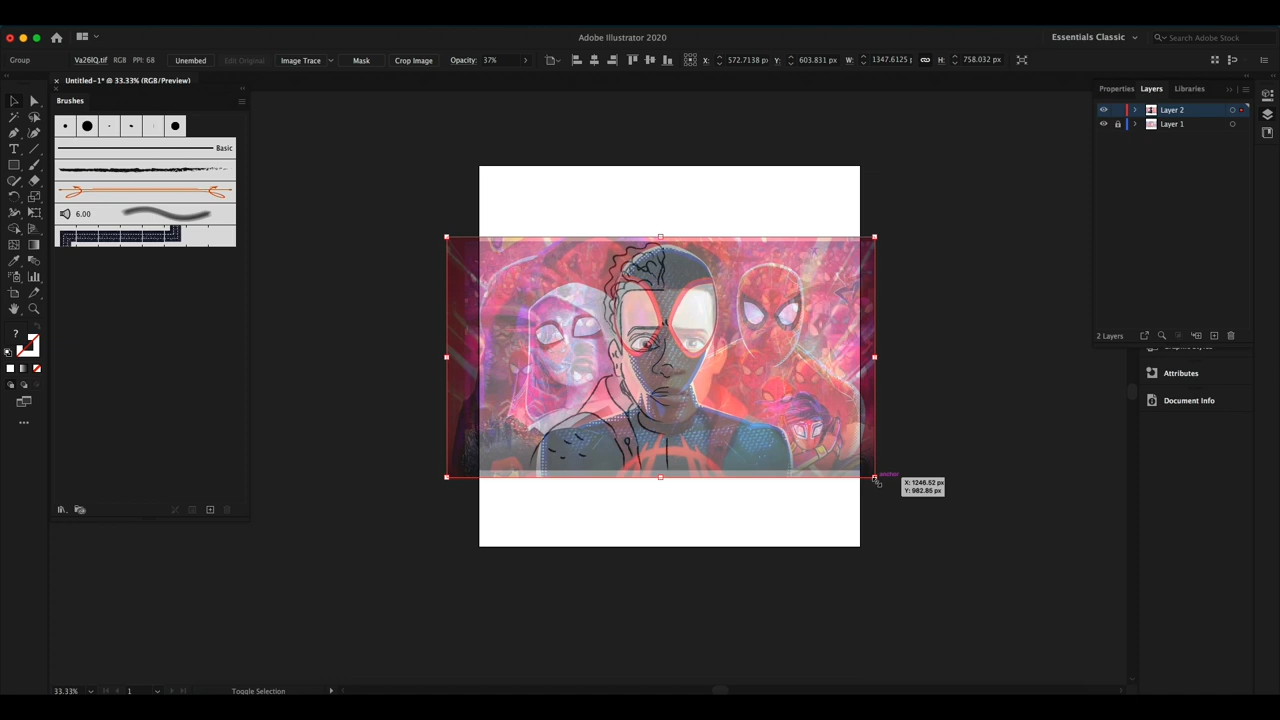 Adobe Illustrator 2020
Essentials Classic
Search Adobe Stock
Group
Va26IQ.tif
RGB
PPI: 68
Unembed
Edit Original
Image Trace
Mask
Crop Image
Opacity:
37%
X:
572.7138 p
Y:
603.831 px
W:
1347.6125
H:
758.032 px
Untitled-1* @ 33.33% (RGB/Preview)
Brushes
Properties
Layers
Libraries
Layer 2
Layer 1
Basic
6.00
2 Layers
Attributes
Document Info
anchor
X: 1246.52 px
Y: 982.85 px
33.33%
1
Toggle Selection